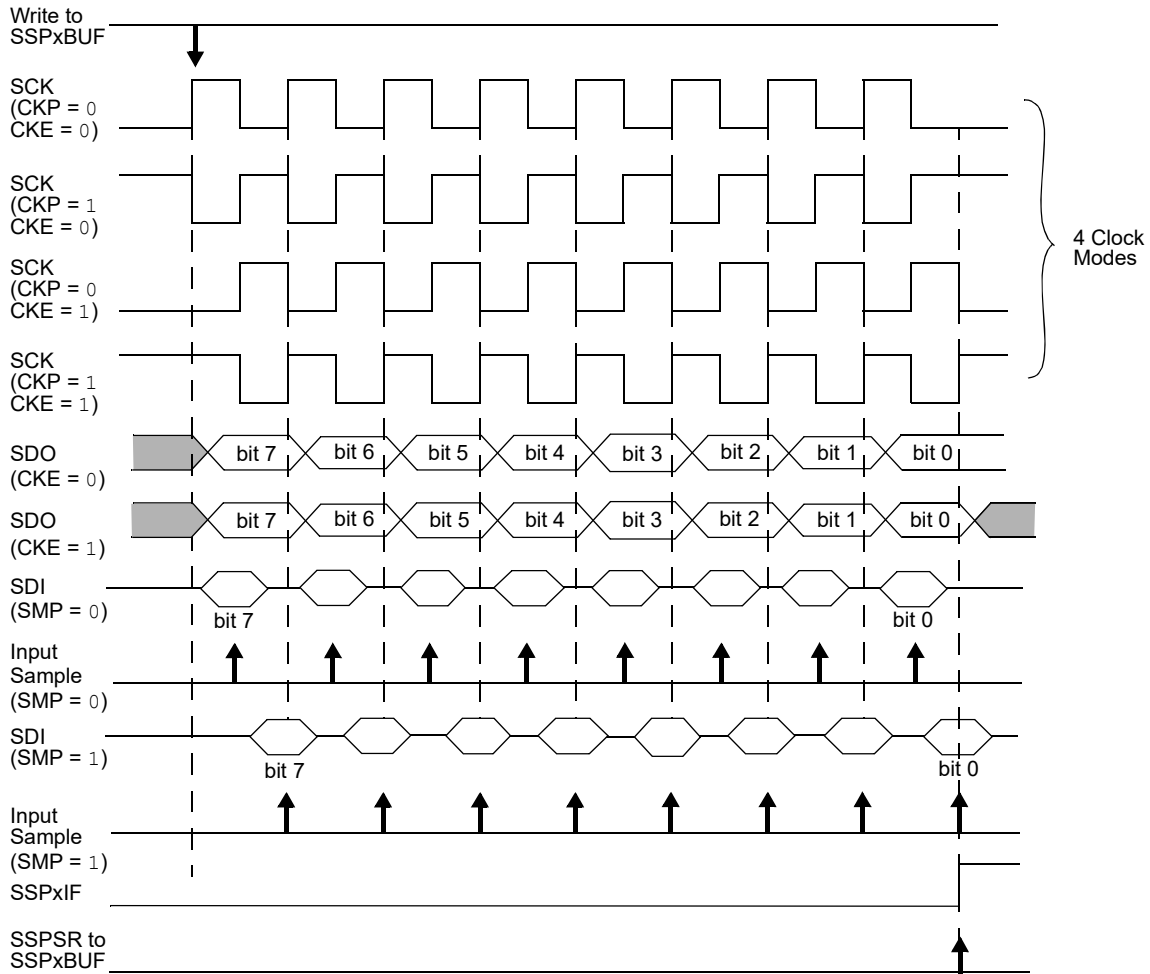 Write to
SSPxBUF
SCK
(CKP = 0
CKE = 0)
SCK
(CKP = 1
CKE = 0)
SCK
(CKP = 0
CKE = 1)
SCK
(CKP = 1
CKE = 1)
4 Clock
Modes
SDO
(CKE = 0)
bit 7 bit 6 bit 5 bit 4 bit 3 bit 2 bit 1 bit 0
SDO
(CKE = 1)
bit 7 bit 6 bit 5 bit 4 bit 3 bit 2 bit 1 bit 0
SDI
(SMP = 0)
bit 7 bit 0
Input
Sample
(SMP = 0)
SDI
(SMP = 1)
bit 7 bit 0
Input
Sample
(SMP = 1)
SSPxIF
SSPSR to
SSPxBUF